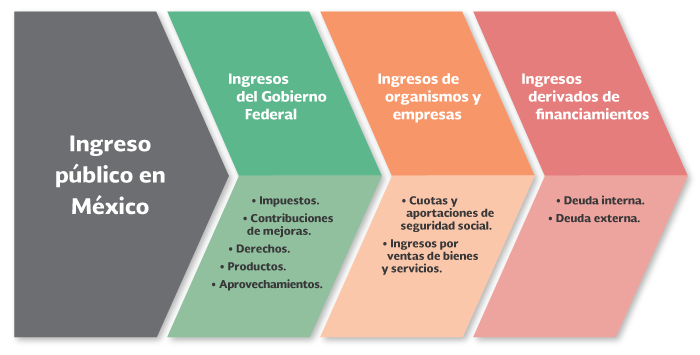 Ingreso
público en
México
Ingresos
del Gobierno
Federal
• Impuestos.
• Contribuciones
de mejoras.
• Derechos.
• Productos.
• Aprovechamientos.
Ingresos de
organismos y
empresas
• Cuotas y
aportaciones de
seguridad social.
• Ingresos por
ventas de bienes
y servicios.
Ingresos
derivados de
financiamientos
• Deuda interna.
• Deuda externa.